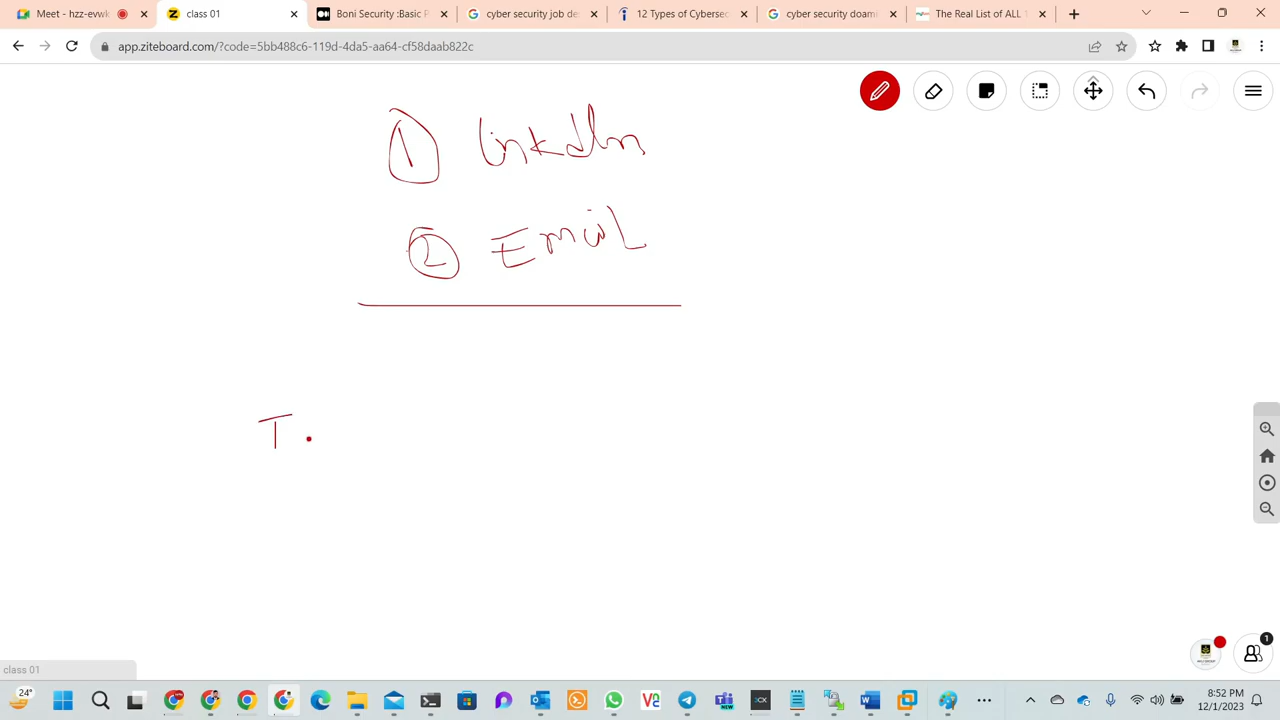 Meet - hzz-evwk
class 01
Boni Security :Basic P
cyber security job de
12 Types of Cybersec
cyber security doam
The Real List of ALL
app.ziteboard.com/?code=5bb488c6-119d-4da5-aa64-cf58daab822c
1 linkdIn
2 Email
T .
class 01
1
24°
8:52 PM
12/1/2023